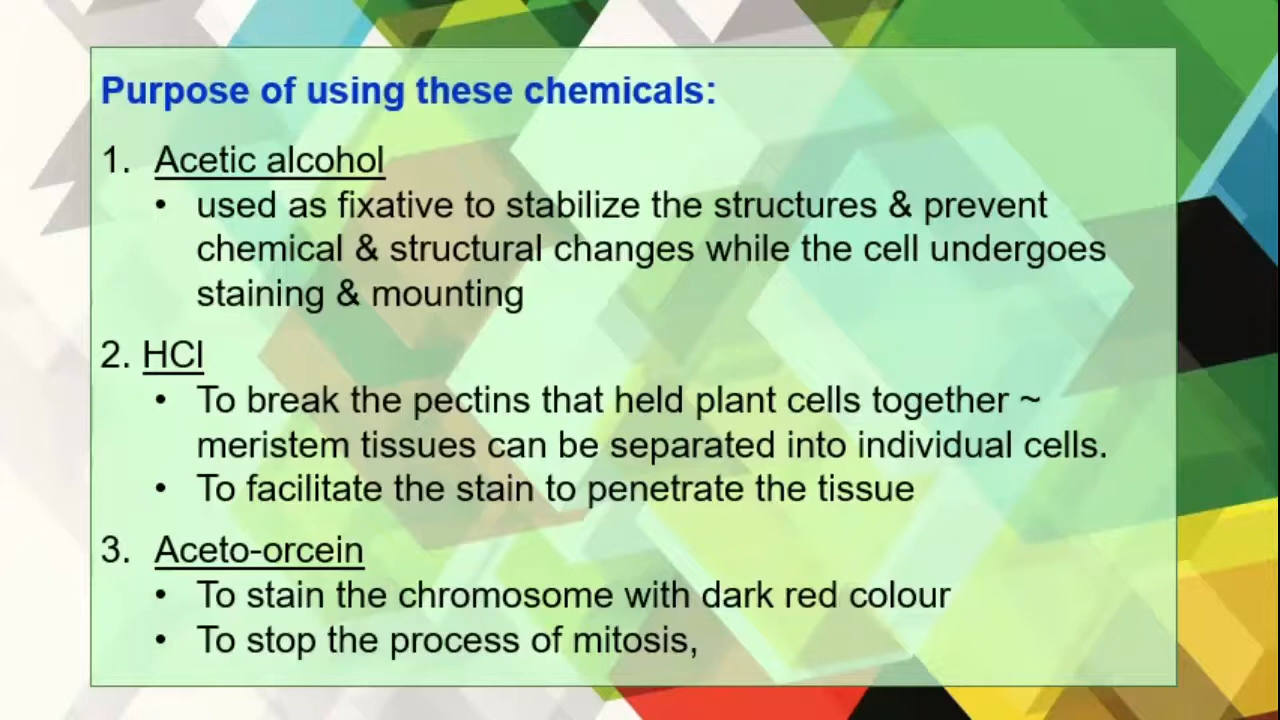 Purpose of using these chemicals:
1. Acetic alcohol
• used as fixative to stabilize the structures & prevent
chemical & structural changes while the cell undergoes
staining & mounting
2. HCl
• To break the pectins that held plant cells together ~
meristem tissues can be separated into individual cells.
• To facilitate the stain to penetrate the tissue
3. Aceto-orcein
• To stain the chromosome with dark red colour
• To stop the process of mitosis,